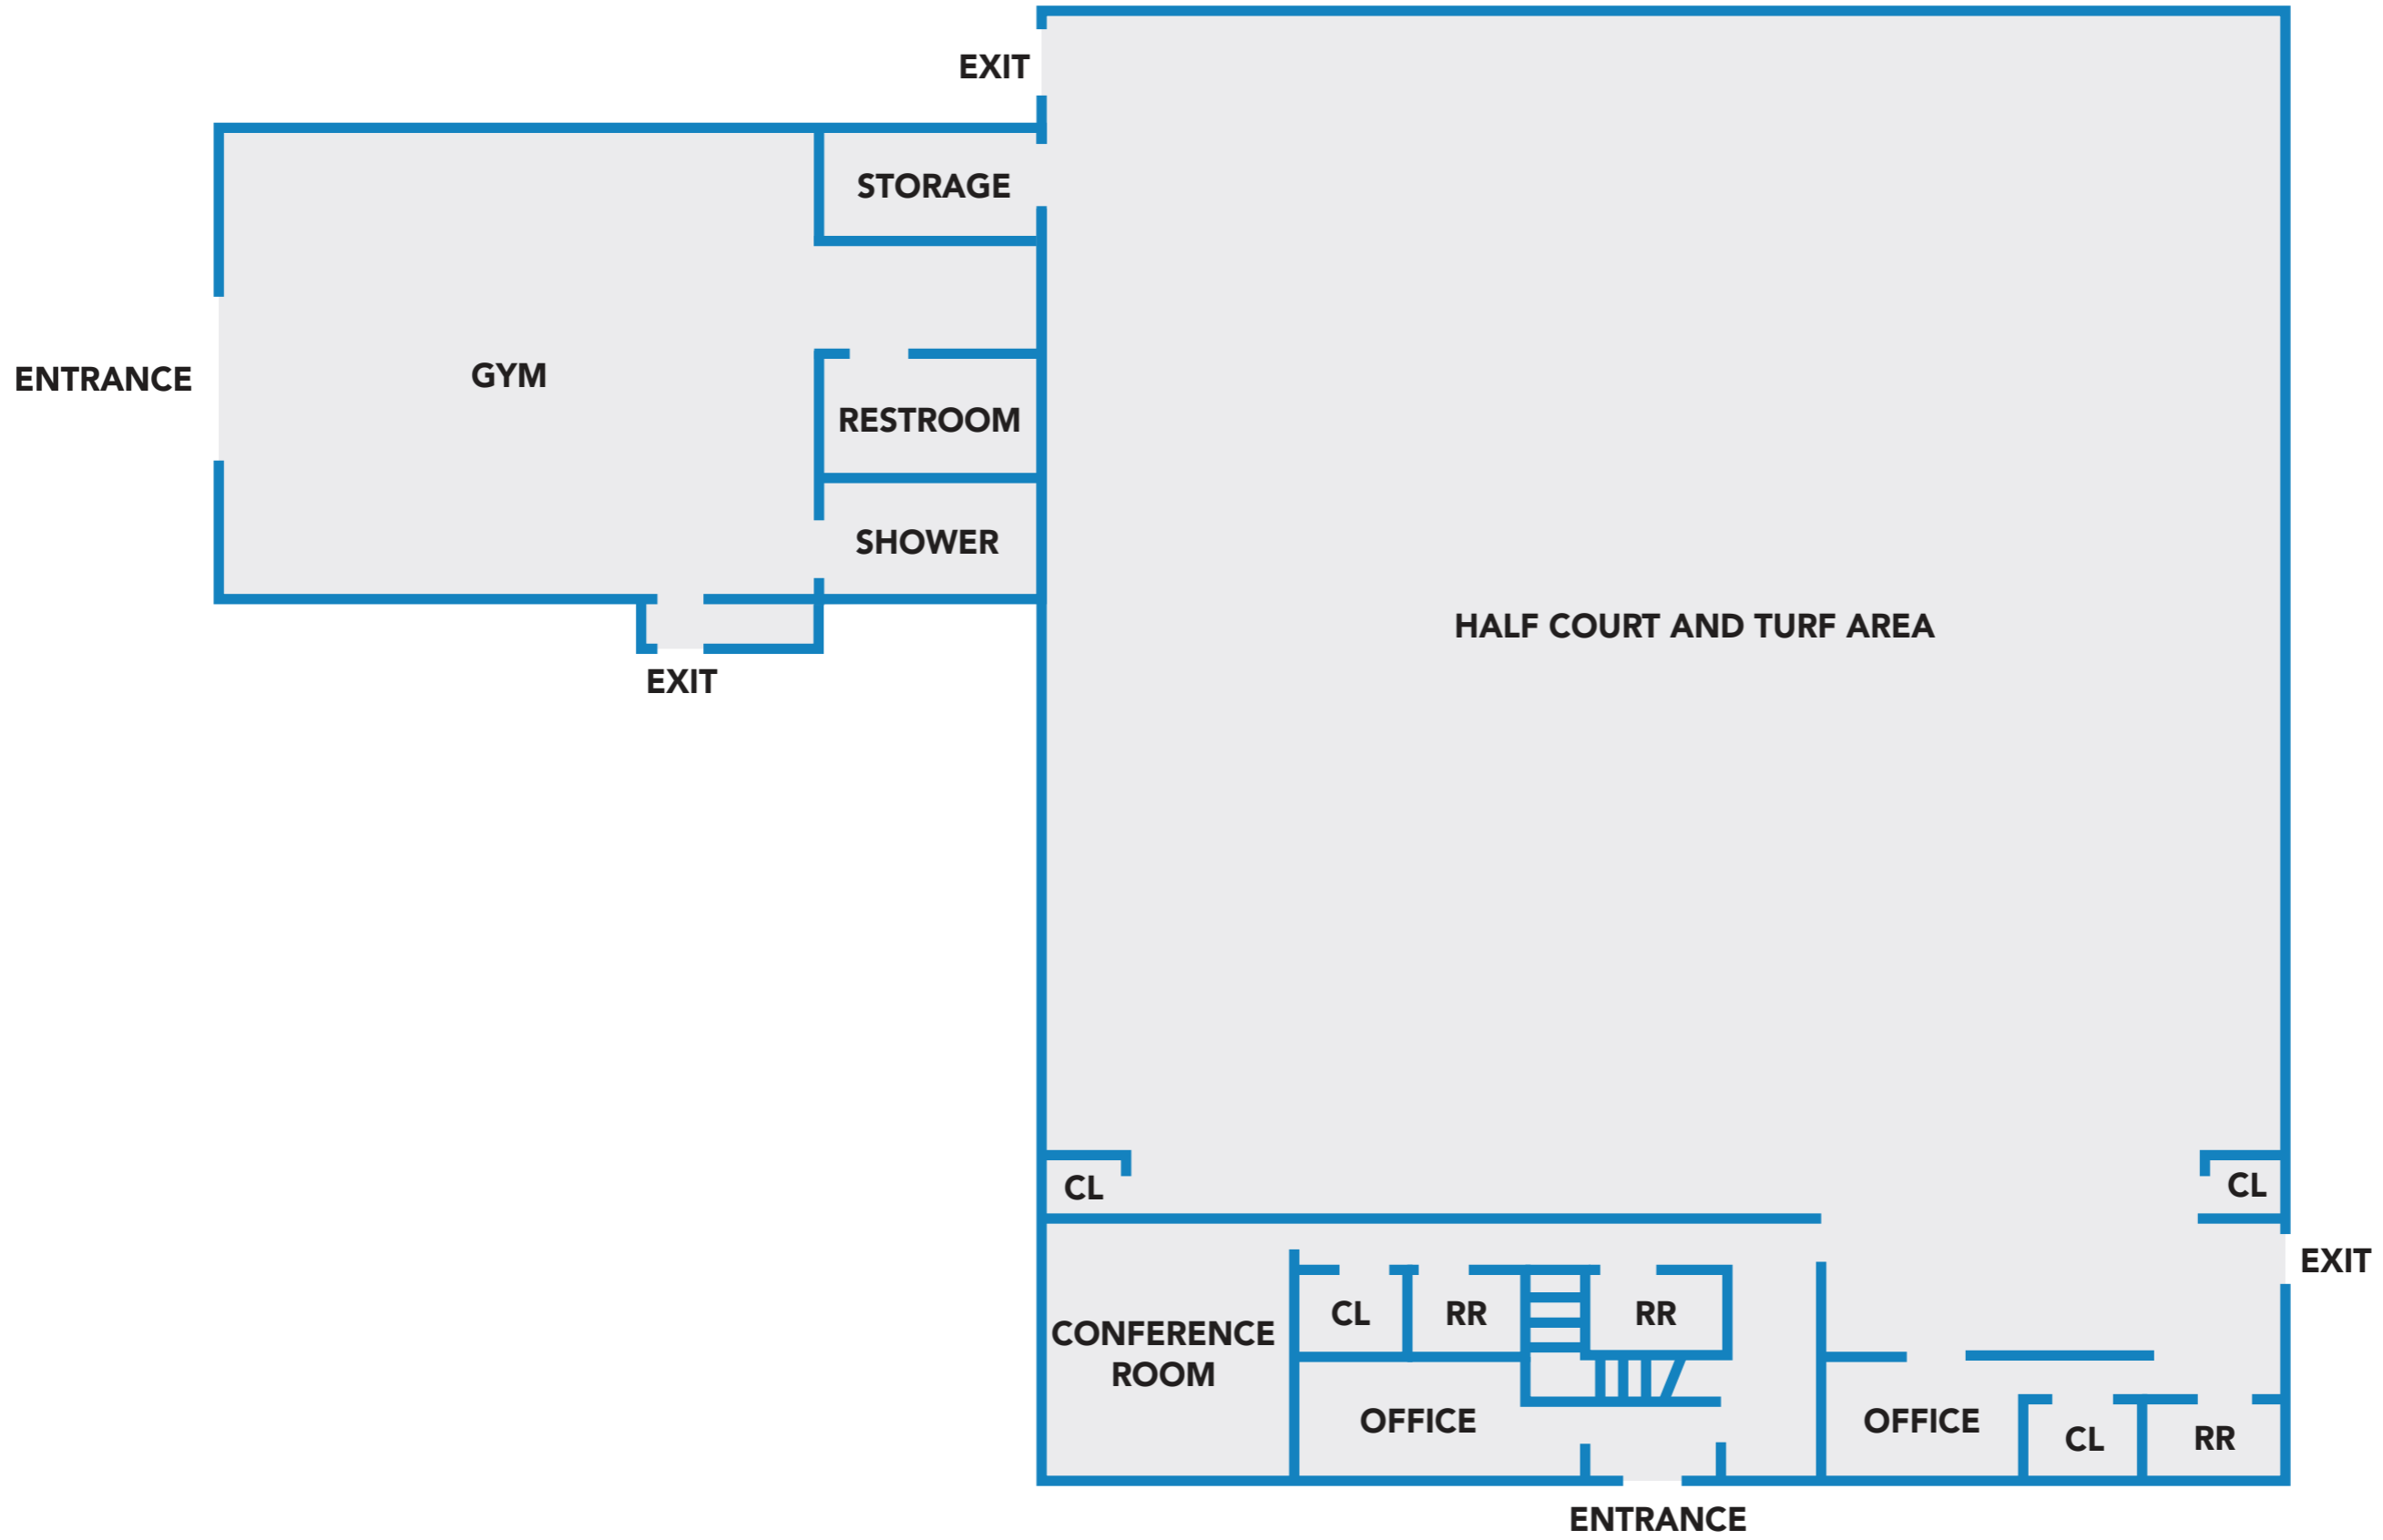 EXIT
STORAGE
ENTRANCE
GYM
RESTROOM
SHOWER
HALF COURT AND TURF AREA
EXIT
CL
CL
EXIT
CL
RR
RR
CONFERENCE
ROOM
OFFICE
OFFICE
CL
RR
ENTRANCE